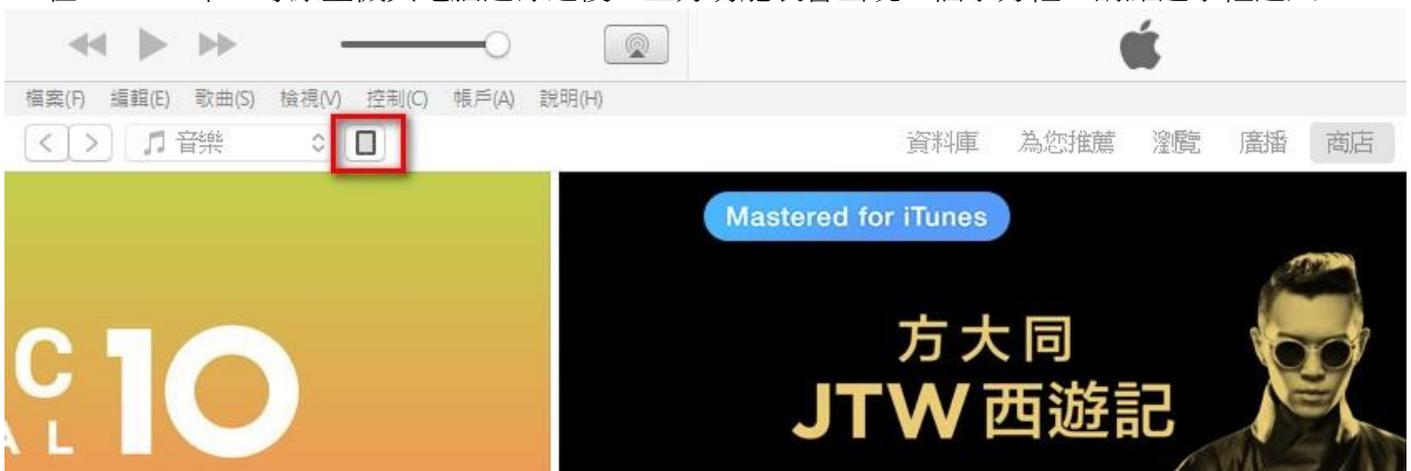 檔案(F) 編輯(E) 歌曲(S) 檢視(V) 控制(C) 帳戶(A) 說明(H)
音樂 資料庫 為您推薦 瀏覽 廣播 商店
Mastered for iTunes
方大同
C 10
JTW 西遊記
AL